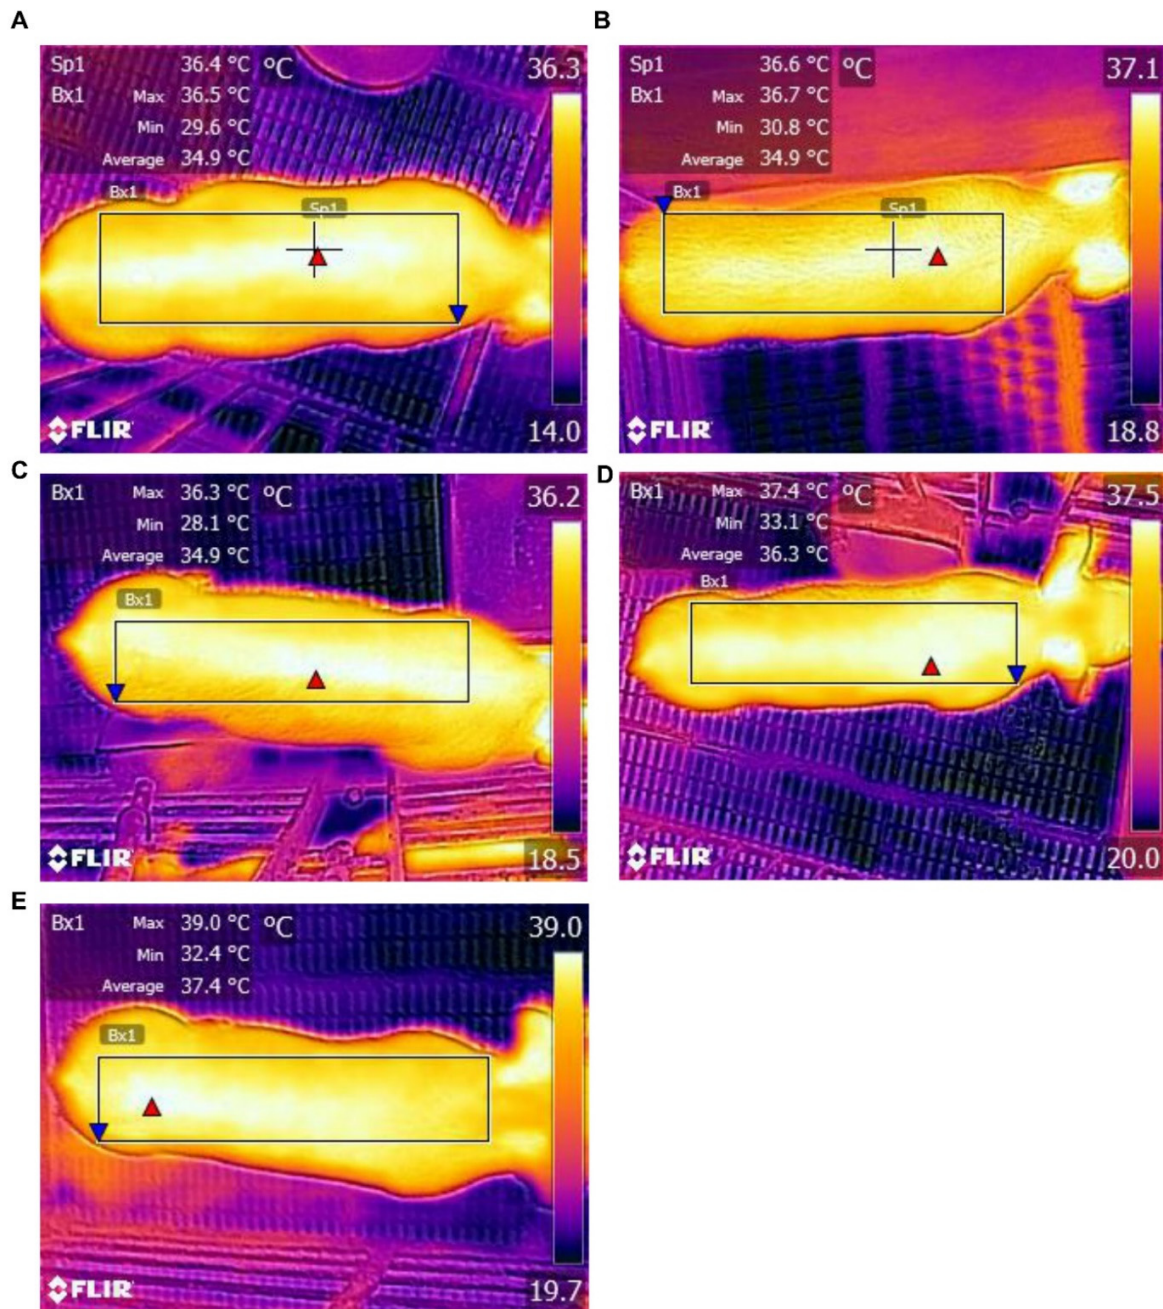 A
Sp1 36.4 °C °C 36.3
Bx1 Max 36.5 °C
Min 29.6 °C
Average 34.9 °C
Bx1
Sp1
FLIR 14.0
B
Sp1 36.6 °C °C 37.1
Bx1 Max 36.7 °C
Min 30.8 °C
Average 34.9 °C
Bx1
Sp1
FLIR 18.8
C
Bx1 Max 36.3 °C °C 36.2
Min 28.1 °C
Average 34.9 °C
Bx1
FLIR 18.5
D
Bx1 Max 37.4 °C °C 37.5
Min 33.1 °C
Average 36.3 °C
Bx1
FLIR 20.0
E
Bx1 Max 39.0 °C °C 39.0
Min 32.4 °C
Average 37.4 °C
Bx1
FLIR 19.7